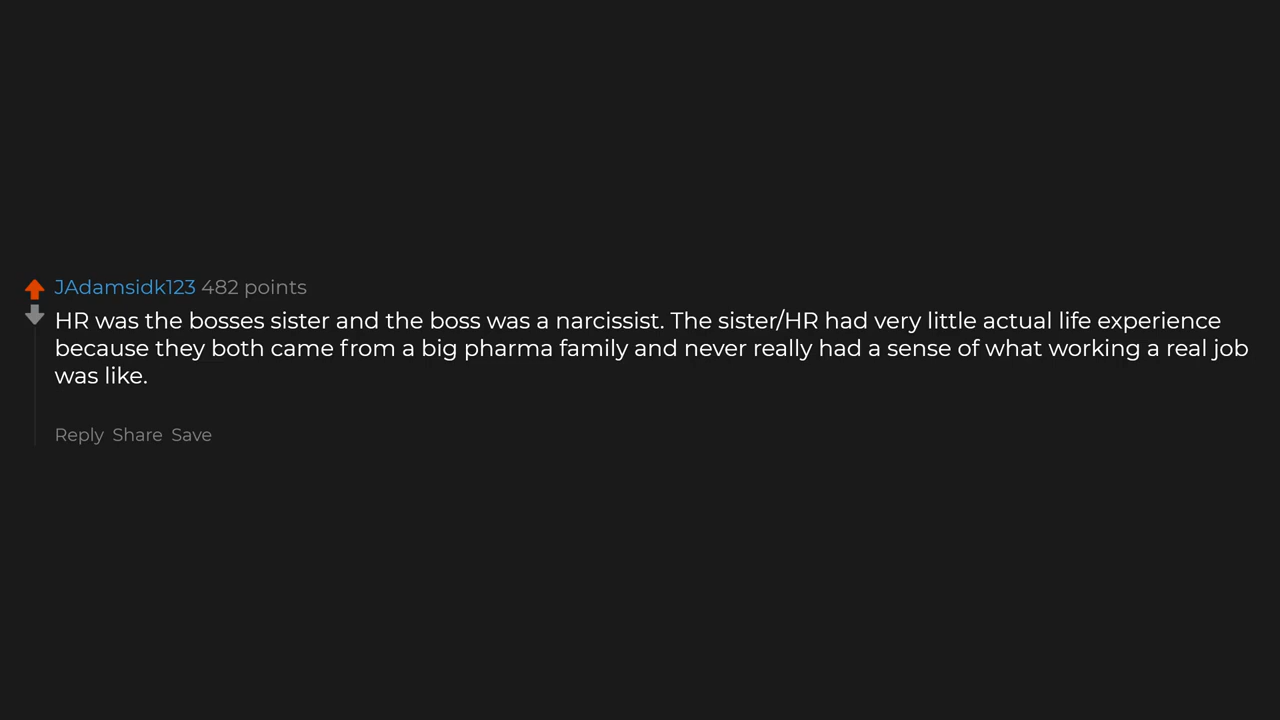 JAdamsidk123 482 points
HR was the bosses sister and the boss was a narcissist. The sister/HR had very little actual life experience
because they both came from a big pharma family and never really had a sense of what working a real job
was like.
Reply Share Save